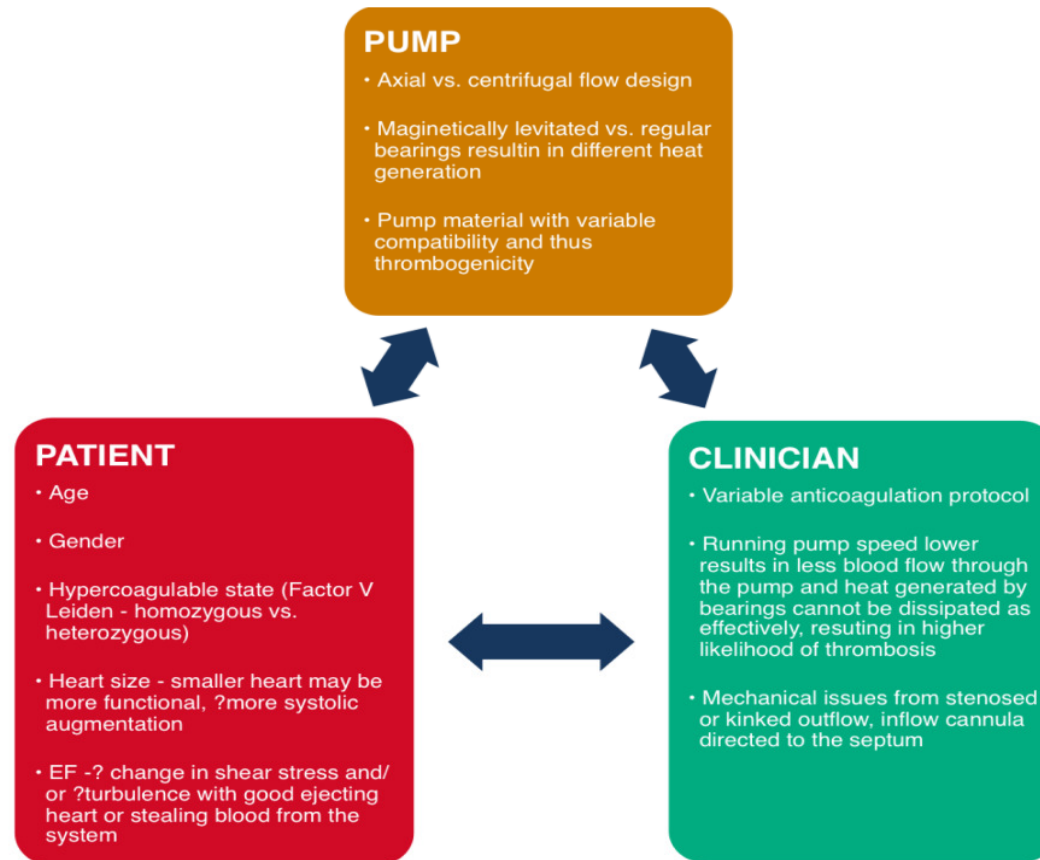 PUMP
• Axial vs. centrifugal flow design
• Maginetically levitated vs. regular
bearings resultin in different heat
generation
• Pump material with variable
compatibility and thus
thrombogenicity
PATIENT
• Age
• Gender
• Hypercoagulable state (Factor V
Leiden - homozygous vs.
heterozygous)
• Heart size - smaller heart may be
more functional, ?more systolic
augmentation
• EF -? change in shear stress and/
or ?turbulence with good ejecting
heart or stealing blood from the
system
CLINICIAN
• Variable anticoagulation protocol
• Running pump speed lower
results in less blood flow through
the pump and heat generated by
bearings cannot be dissipated as
effectively, resuting in higher
likelihood of thrombosis
• Mechanical issues from stenosed
or kinked outflow, inflow cannula
directed to the septum